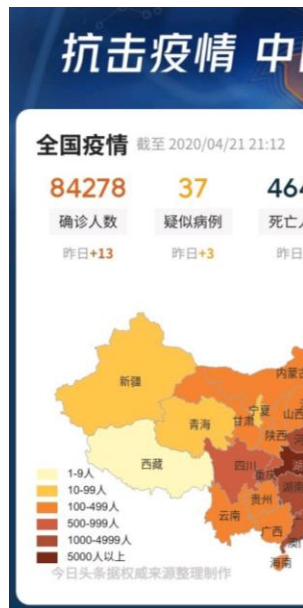 抗击疫情 中
全国疫情 截至 2020/04/21 21:12
84278 37 464
确诊人数 疑似病例 死亡
昨日+13 昨日+3 昨日
内蒙古
新疆
宁夏
山西
青海
甘肃
陕西
西藏
四川
重庆
湖南
贵州
云南
广西
海南
1-9人
10-99人
100-499人
500-999人
1000-4999人
5000人以上
今日头条据权威来源整理制作